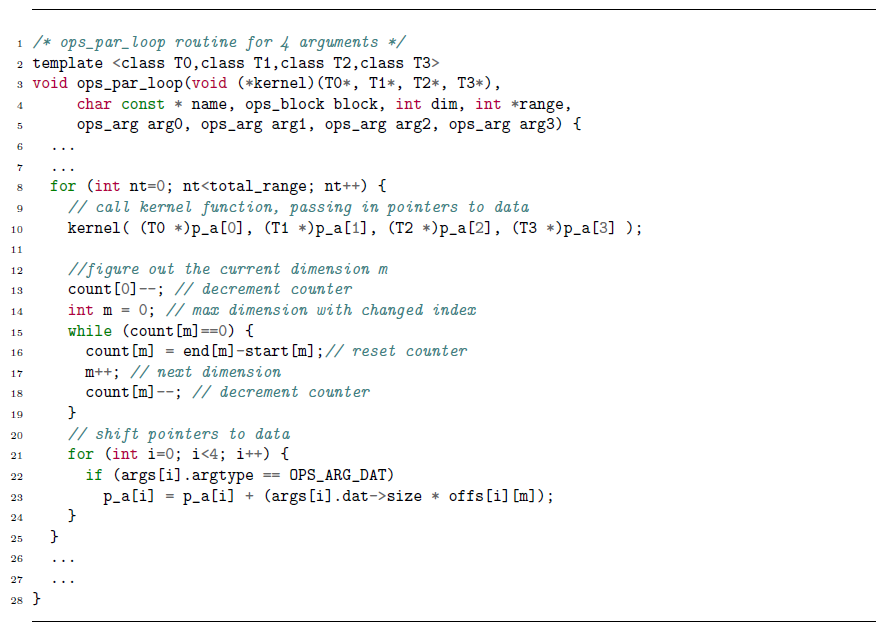 1 /* ops_par_loop routine for 4 arguments */
2 template <class T0,class T1,class T2,class T3>
3 void ops_par_loop(void (*kernel)(T0*, T1*, T2*, T3*),
4 char const * name, ops_block block, int dim, int *range,
5 ops_arg arg0, ops_arg arg1, ops_arg arg2, ops_arg arg3) {
6 ...
7 ...
8 for (int nt=0; nt<total_range; nt++) {
9 // call kernel function, passing in pointers to data
10 kernel( (T0 *)p_a[0], (T1 *)p_a[1], (T2 *)p_a[2], (T3 *)p_a[3] );
11
12 //figure out the current dimension m
13 count[0]--; // decrement counter
14 int m = 0; // max dimension with changed index
15 while (count[m]==0) {
16 count[m] = end[m]-start[m];// reset counter
17 m++; // next dimension
18 count[m]--; // decrement counter
19 }
20 // shift pointers to data
21 for (int i=0; i<4; i++) {
22 if (args[i].argtype == OPS_ARG_DAT)
23 p_a[i] = p_a[i] + (args[i].dat->size * offs[i][m]);
24 }
25 }
26 ...
27 ...
28 }